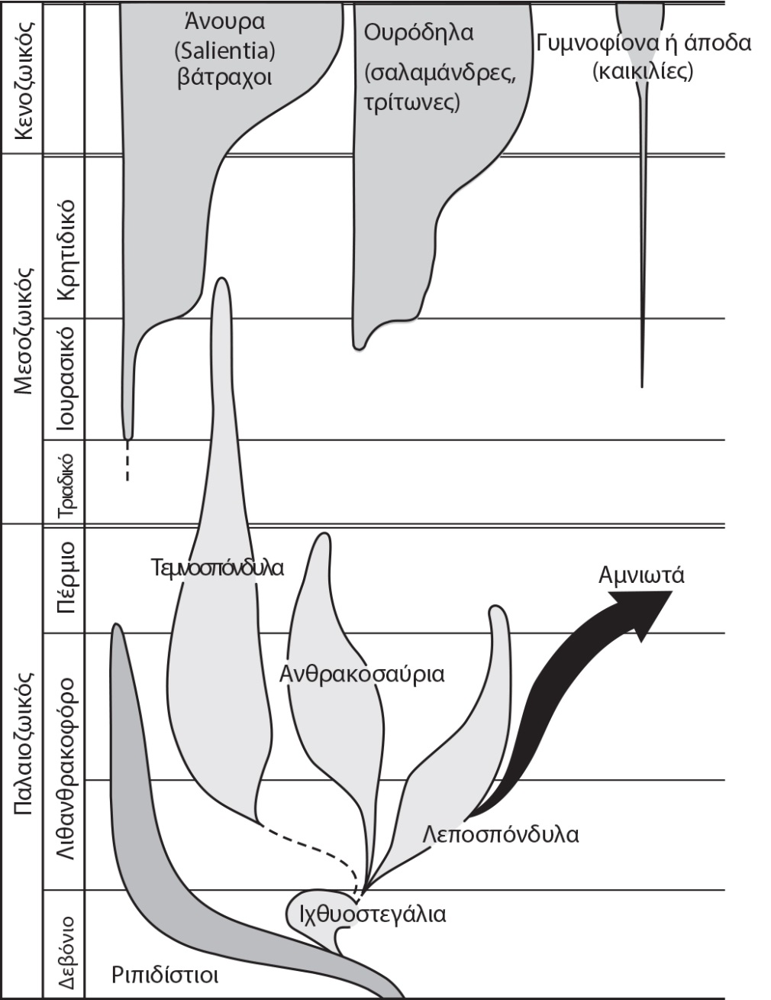 Άνουρα
(Salientia)
βάτραχοι
Ουρόδηλα
(σαλαμάνδρες,
τρίτωνες)
Γυμνοφίονα ή άποδα
(καικιλίες)
Κενοζωικός
Μεσοζωικός
Κρητιδικό
Ιουρασικό
Τριαδικό
Παλαιοζωικός
Πέρμιο
Λιθανθρακοφόρο
Δεβόνιο
Τεμνοσπόνδυλα
Αμνιωτά
Ανθρακοσαύρια
Λεποσπόνδυλα
Ιχθυοστεγάλια
Ριπιδίστιοι